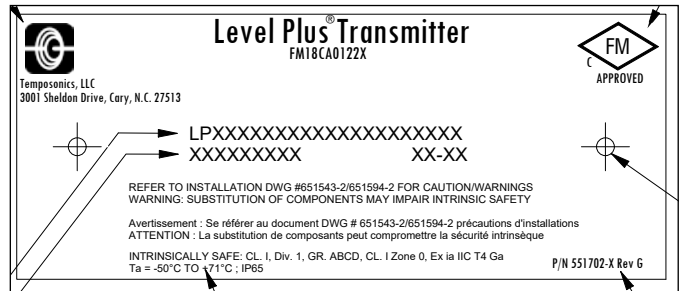 Level Plus® Transmitter
FM18CA0122X
FM
C
APPROVED
Temposonics, LLC
3001 Sheldon Drive, Cary, N.C. 27513
LPXXXXXXXXXXXXXXXXXXXX
XXXXXXXXX XX-XX
REFER TO INSTALLATION DWG #651543-2/651594-2 FOR CAUTION/WARNINGS
WARNING: SUBSTITUTION OF COMPONENTS MAY IMPAIR INTRINSIC SAFETY
Avertissement : Se référer au document DWG # 651543-2/651594-2 précautions d'installations
ATTENTION : La substitution de composants peut compromettre la sécurité intrinsèque
INTRINSICALLY SAFE: CL. I, Div. 1, GR. ABCD, CL. I Zone 0, Ex ia IIC T4 Ga
Ta = -50°C TO +71°C ; IP65
P/N 551702-X Rev G